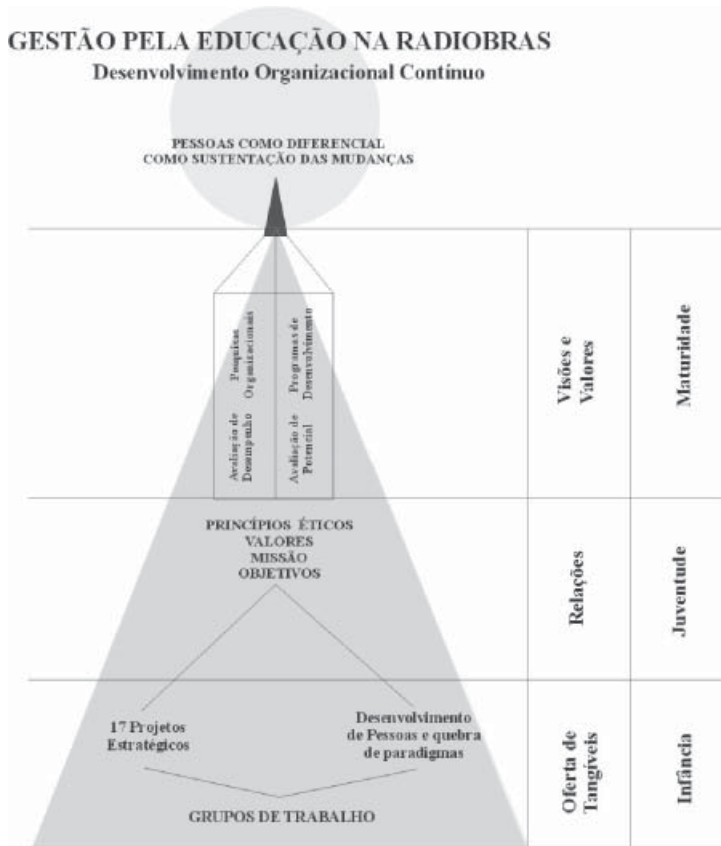 GESTÃO PELA EDUCAÇÃO NA RADIOBRAS
Desenvolvimento Organizacional Contínuo
PESSOAS COMO DIFERENCIAL
COMO SUSTENTAÇÃO DAS MUDANÇAS
Pesquisas
Organizacionais
Programas de
Desenvolvimento
Avaliação de
Desempenho
Avaliação de
Potencial
Visões e
Valores
Maturidade
PRINCÍPIOS ÉTICOS
VALORES
MISSÃO
OBJETIVOS
Relações
Juventude
17 Projetos
Estratégicos
Desenvolvimento
de Pessoas e quebra
de paradigmas
GRUPOS DE TRABALHO
Oferta de
Tangíveis
Infância